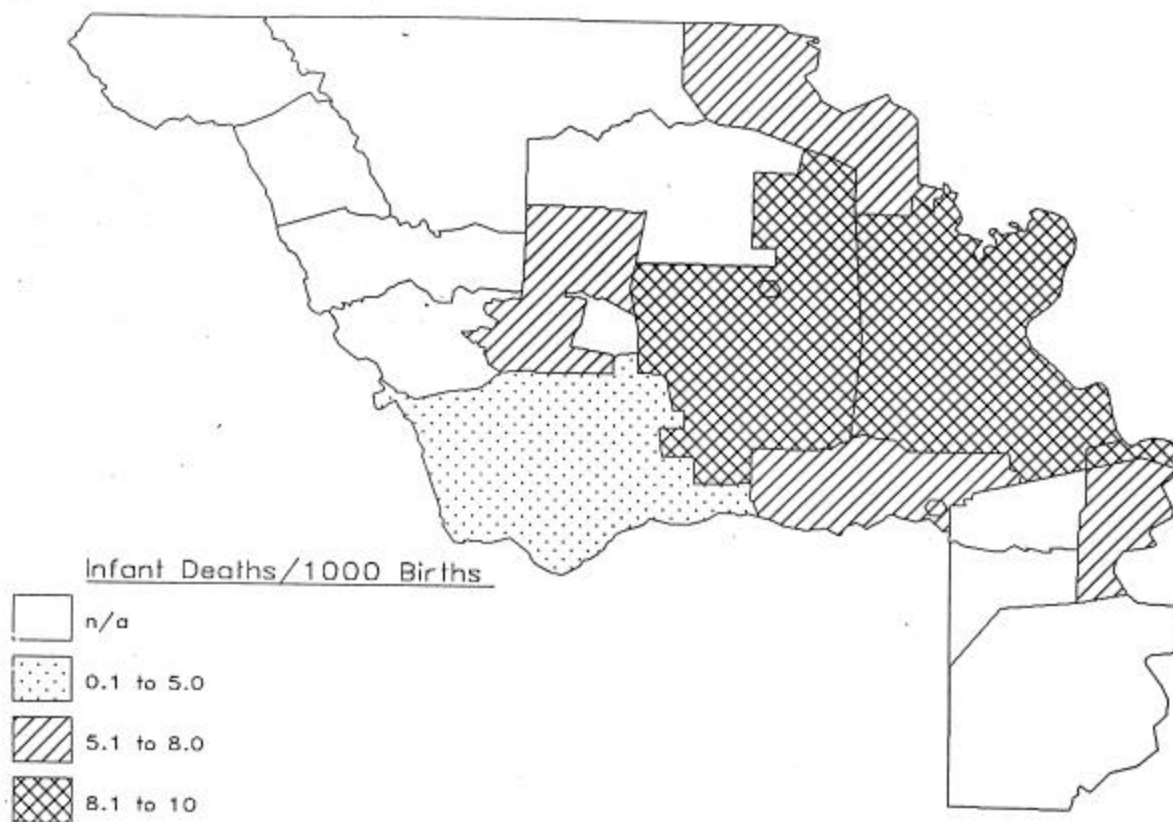 Infant Deaths/1000 Births
n/a
0.1 to 5.0
5.1 to 8.0
8.1 to 10